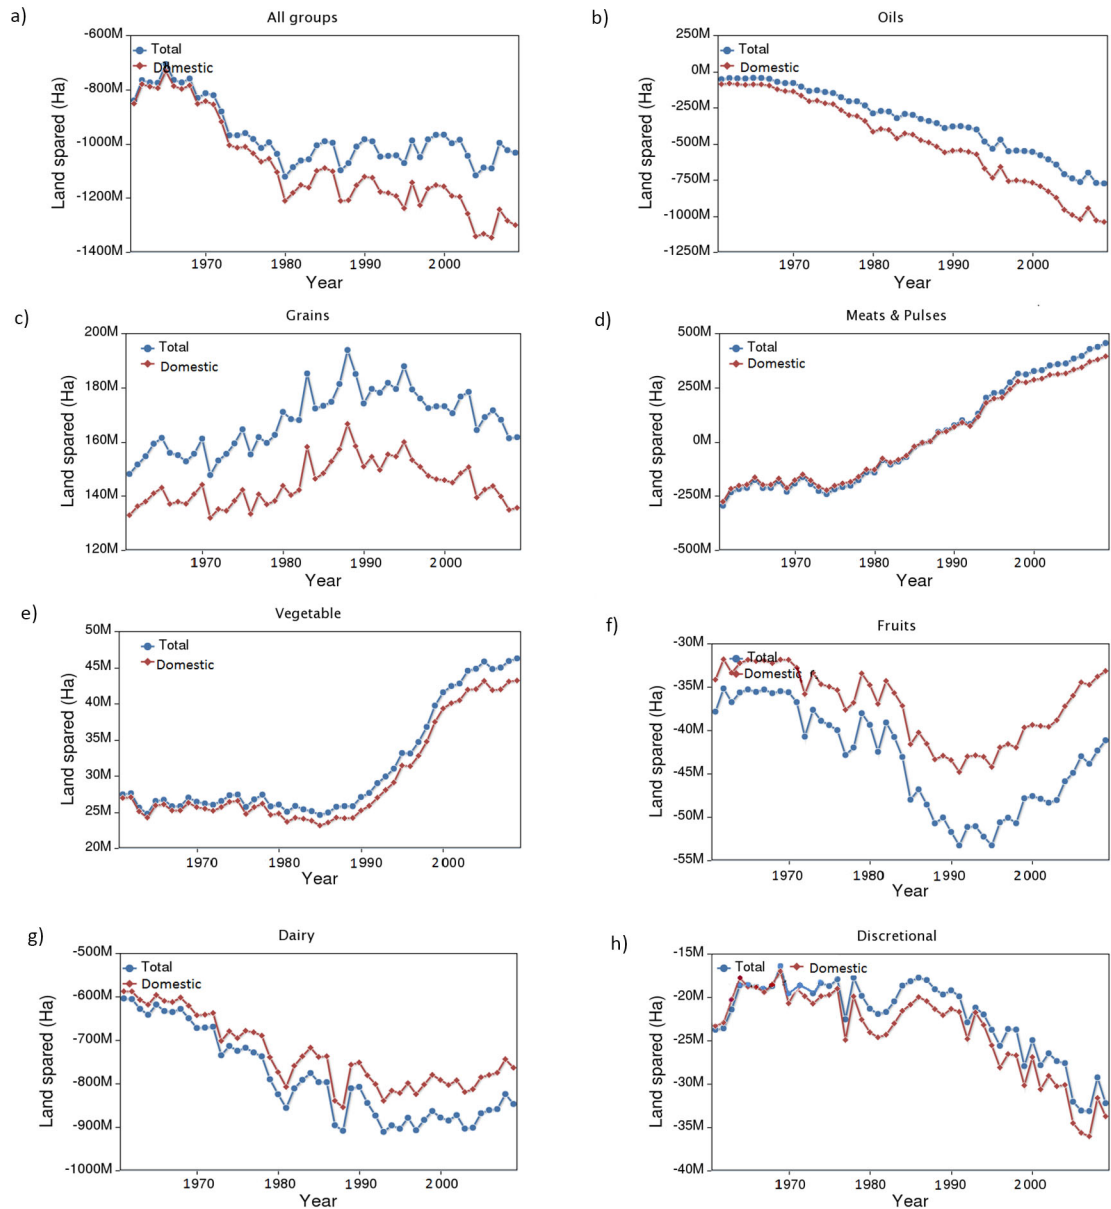 a)
All groups
-600M
-800M
-1000M
-1200M
-1400M
Land spared (Ha)
Total
Domestic
1970
1980
1990
2000
Year
b)
Oils
250M
0M
-250M
-500M
-750M
-1000M
-1250M
Land spared (Ha)
Total
Domestic
1970
1980
1990
2000
Year
c)
Grains
200M
180M
160M
140M
120M
Land spared (Ha)
Total
Domestic
1970
1980
1990
2000
Year
d)
Meats & Pulses
500M
250M
0M
-250M
-500M
Land spared (Ha)
Total
Domestic
1970
1980
1990
2000
Year
e)
Vegetable
50M
45M
40M
35M
30M
25M
20M
Land spared (Ha)
Total
Domestic
1970
1980
1990
2000
Year
f)
Fruits
-30M
-35M
-40M
-45M
-50M
-55M
Land spared (Ha)
Total
Domestic
1970
1980
1990
2000
Year
g)
Dairy
-500M
-600M
-700M
-800M
-900M
-1000M
Land spared (Ha)
Total
Domestic
1970
1980
1990
2000
Year
h)
Discretional
-15M
-20M
-25M
-30M
-35M
-40M
Land spared (Ha)
Total
Domestic
1970
1980
1990
2000
Year